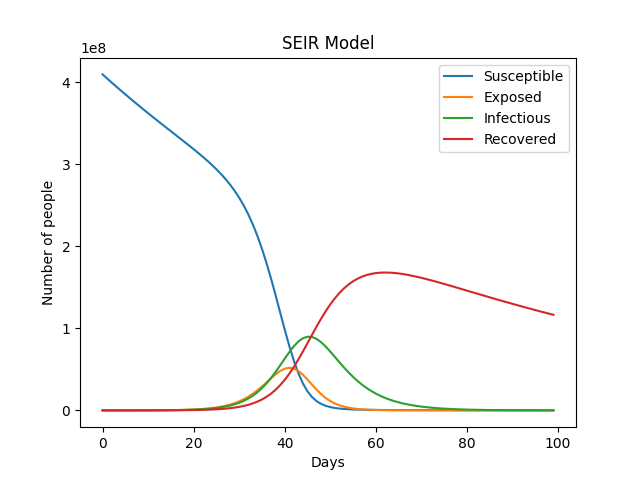 SEIR Model
1e8
Susceptible
Exposed
Infectious
Recovered
4
3
2
1
0
Number of people
0 20 40 60 80 100
Days